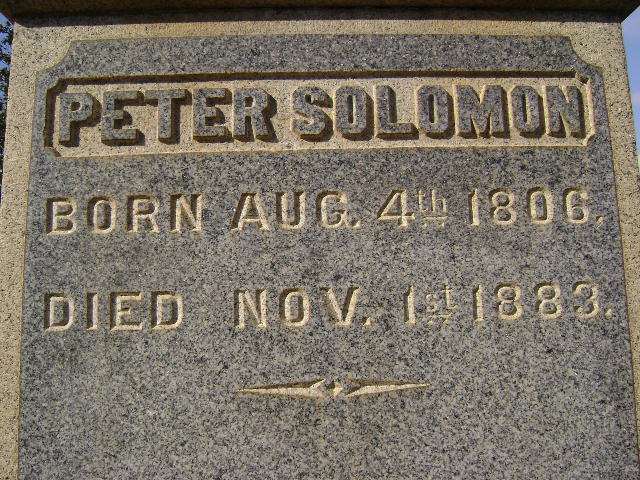 PETER SOLOMON
BORN AUG. 4th 1806.
DIED NOV. 1st 1883.